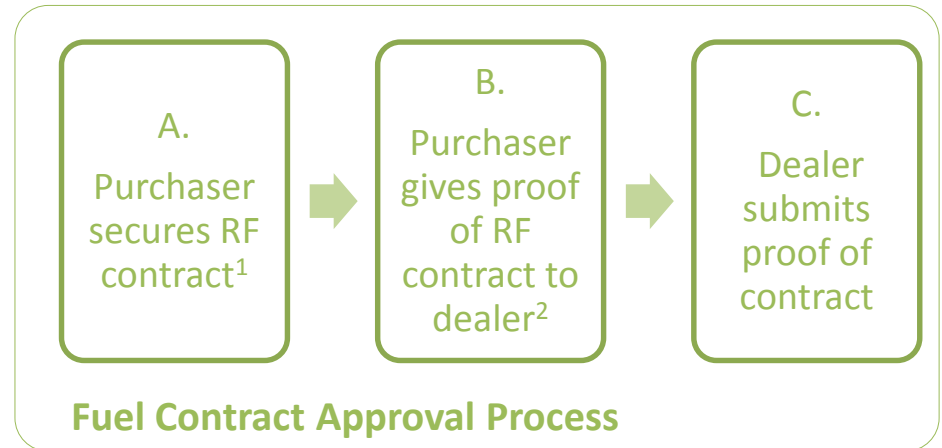 A.
Purchaser
secures RF
contract¹
B.
Purchaser
gives proof
of RF
contract to
dealer²
C.
Dealer
submits
proof of
contract
Fuel Contract Approval Process